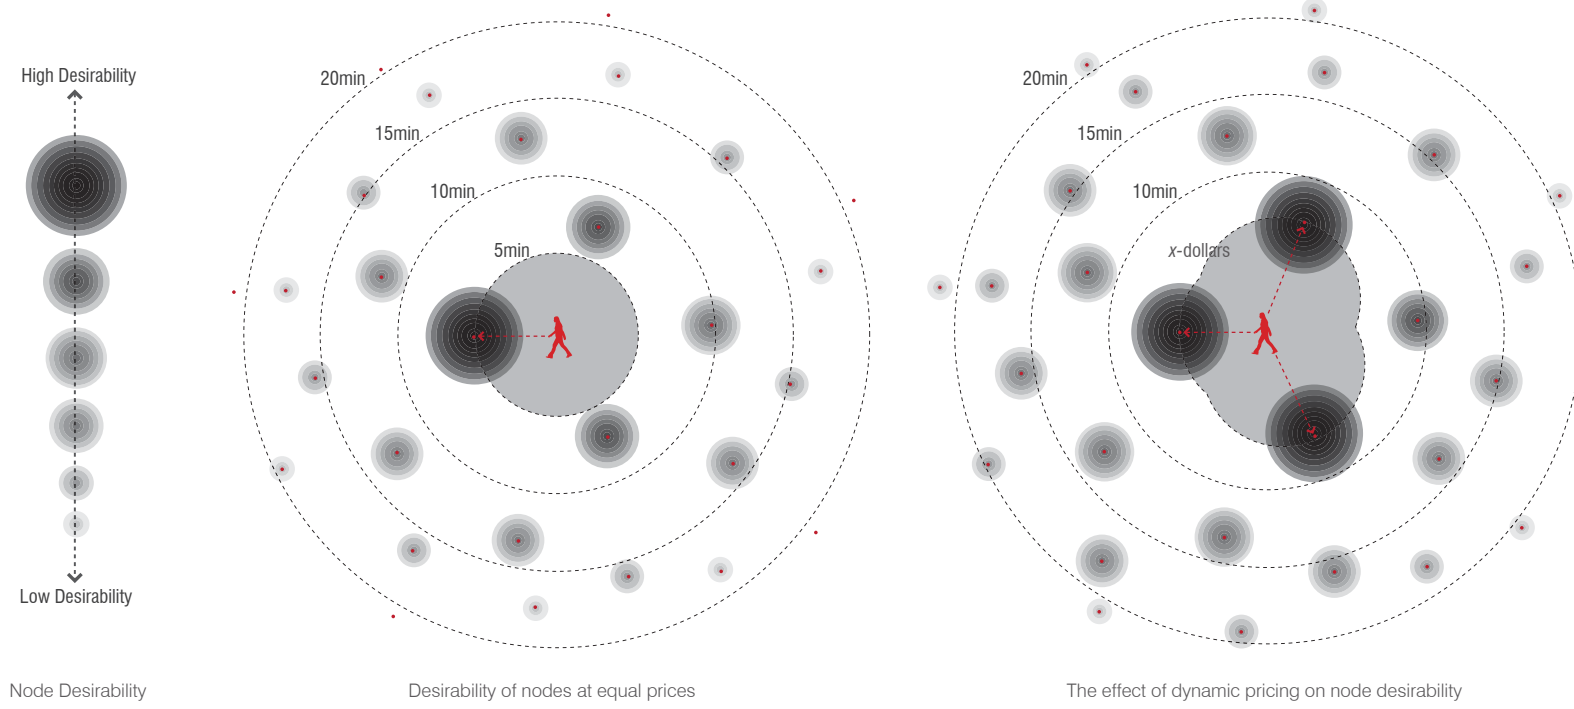 High Desirability
Low Desirability
Node Desirability
20min
15min
10min
5min
Desirability of nodes at equal prices
20min
15min
10min
x-dollars
The effect of dynamic pricing on node desirability